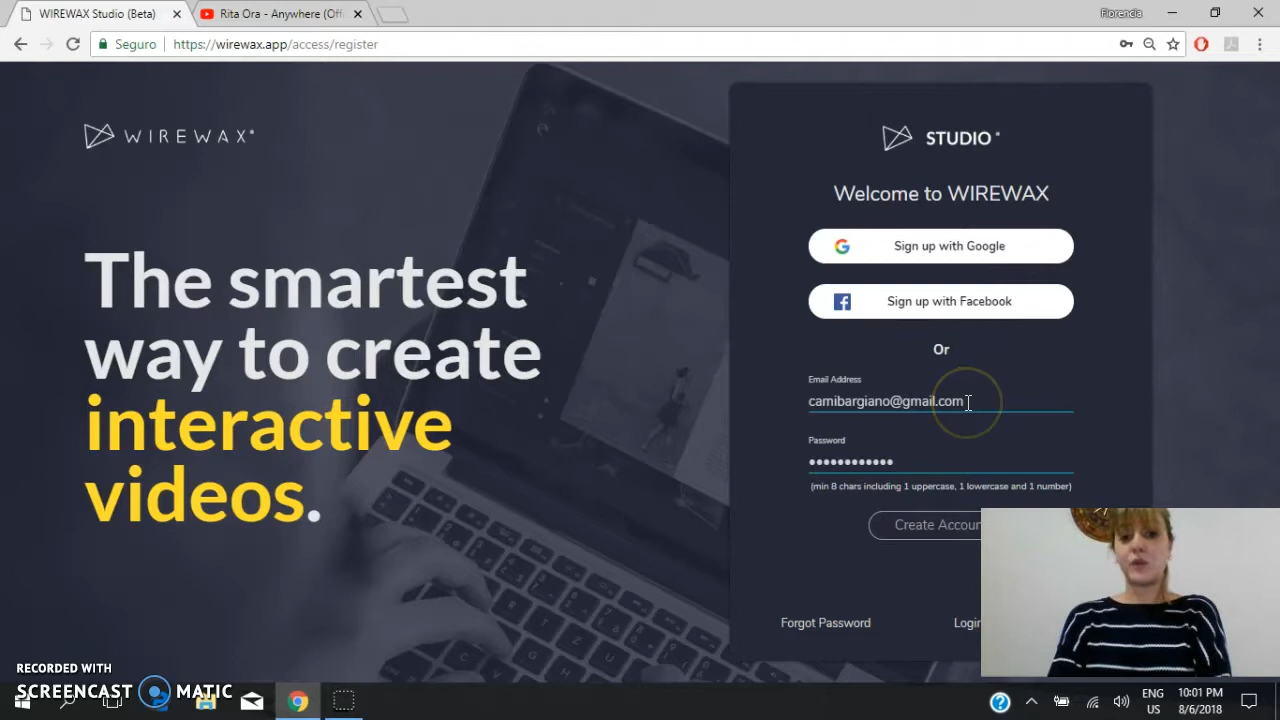 WIREWAX Studio (Beta)
Rita Ora - Anywhere (Off
Florencia
Seguro
https://wirewax.app/access/register
WIREWAX
STUDIO
Welcome to WIREWAX
Sign up with Google
Sign up with Facebook
Or
Email Address
camibargiano@gmail.com
Password
(min 8 chars including 1 uppercase, 1 lowercase and 1 number)
Create Accoun
Forgot Password
Login
The smartest
way to create
interactive
videos.
RECORDED WITH
SCREENCAST MATIC
ENG
US
10:01 PM
8/6/2018